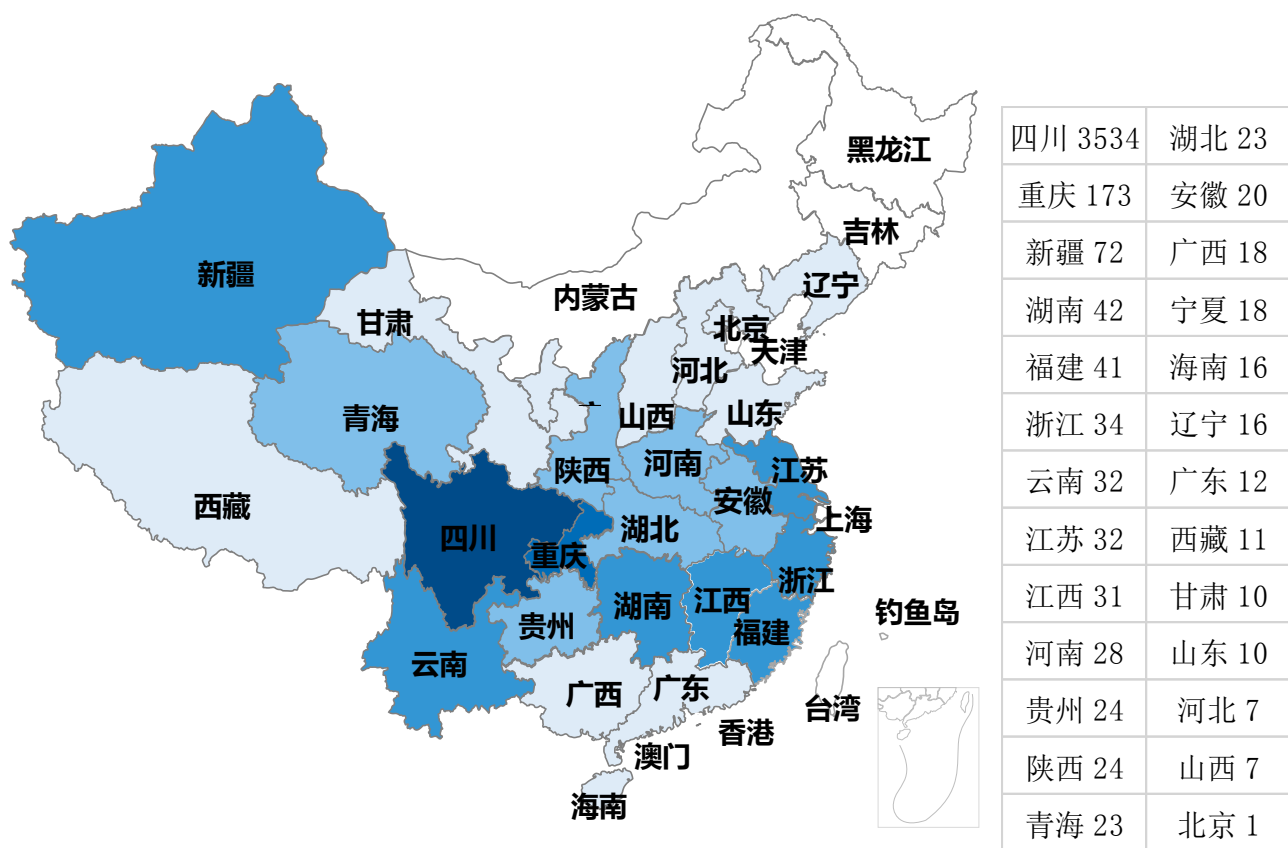 黑龙江
吉林
辽宁
内蒙古
新疆
甘肃
北京
天津
河北
青海
山西
山东
陕西
河南
江苏
西藏
安徽
上海
湖北
四川
重庆
浙江
湖南
江西
钓鱼岛
贵州
福建
云南
广西
广东
台湾
香港
澳门
海南
四川 3534 湖北 23
重庆 173 安徽 20
新疆 72 广西 18
湖南 42 宁夏 18
福建 41 海南 16
浙江 34 辽宁 16
云南 32 广东 12
江苏 32 西藏 11
江西 31 甘肃 10
河南 28 山东 10
贵州 24 河北 7
陕西 24 山西 7
青海 23 北京 1